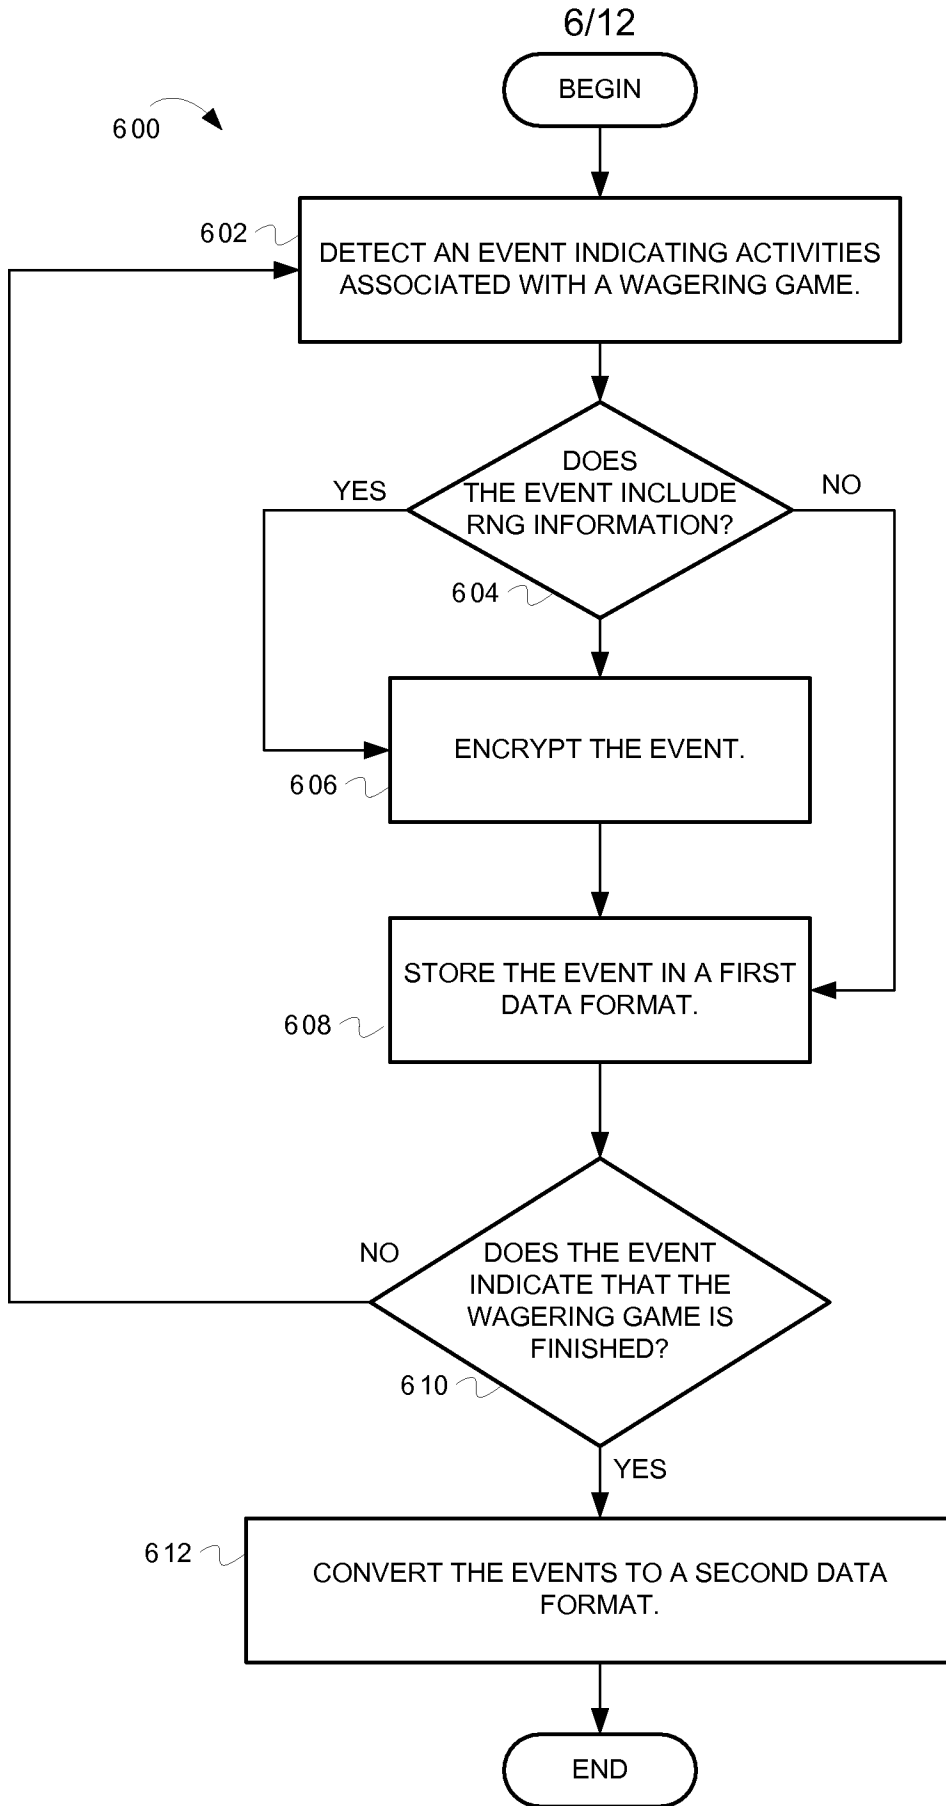 6/12
BEGIN
600
602
DETECT AN EVENT INDICATING ACTIVITIES
ASSOCIATED WITH A WAGERING GAME.
DOES
THE EVENT INCLUDE
RNG INFORMATION?
YES
NO
604
ENCRYPT THE EVENT.
606
STORE THE EVENT IN A FIRST
DATA FORMAT.
608
NO
DOES THE EVENT
INDICATE THAT THE
WAGERING GAME IS
FINISHED?
610
YES
612
CONVERT THE EVENTS TO A SECOND DATA
FORMAT.
END